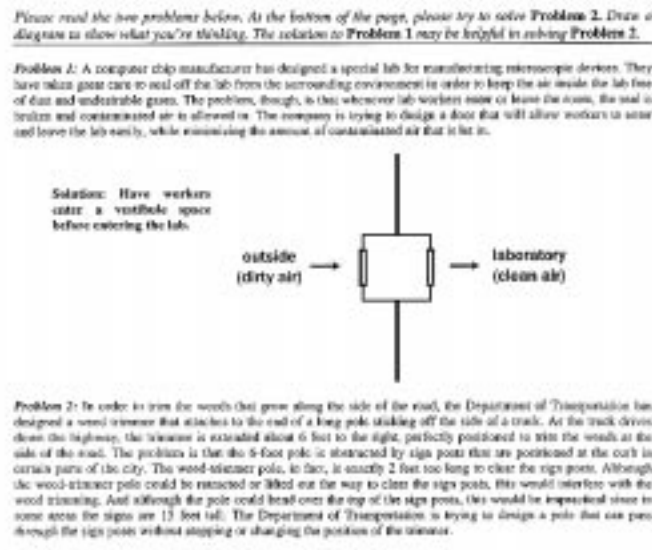 Please read the two problems below. At the bottom of the page, please try to solve Problem 2. Draw a
diagram to show what you're thinking. The solution to Problem 1 may be helpful in solving Problem 2.
Problem 1: A computer chip manufacturer has designed a special lab for manufacturing microscopic devices. They
have taken great care to seal off the lab from the surrounding environment in order to keep the air inside the lab free
of dust and undesirable gases. The problem, though, is that whenever lab workers enter or leave the room, the seal is
broken and contaminated air is allowed in. The company is trying to design a door that will allow workers to enter
and leave the lab easily, while minimizing the amount of contaminated air that is let in.
Solution: Have workers
enter a vestibule space
before entering the lab.
outside
(dirty air)
laboratory
(clean air)
Problem 2: In order to trim the weeds that grow along the side of the road, the Department of Transportation has
designed a weed trimmer that attaches to the end of a long pole sticking off the side of a truck. As the truck drives
down the highway, the trimmer is extended about 6 feet to the right, perfectly positioned to trim the weeds at the
side of the road. The problem is that the 6-foot pole is obstructed by sign posts that are positioned at the curb in
certain parts of the city. The weed-trimmer pole, in fact, is exactly 2 feet too long to clear the sign posts. Although
the weed-trimmer pole could be retracted or lifted out the way to clear the sign posts, this would interfere with the
weed trimming. And although the pole could bend over the top of the sign posts, this would be impractical since in
some areas the signs are 15 feet tall. The Department of Transportation is trying to design a pole that can pass
through the sign posts without stopping or changing the position of the trimmer.